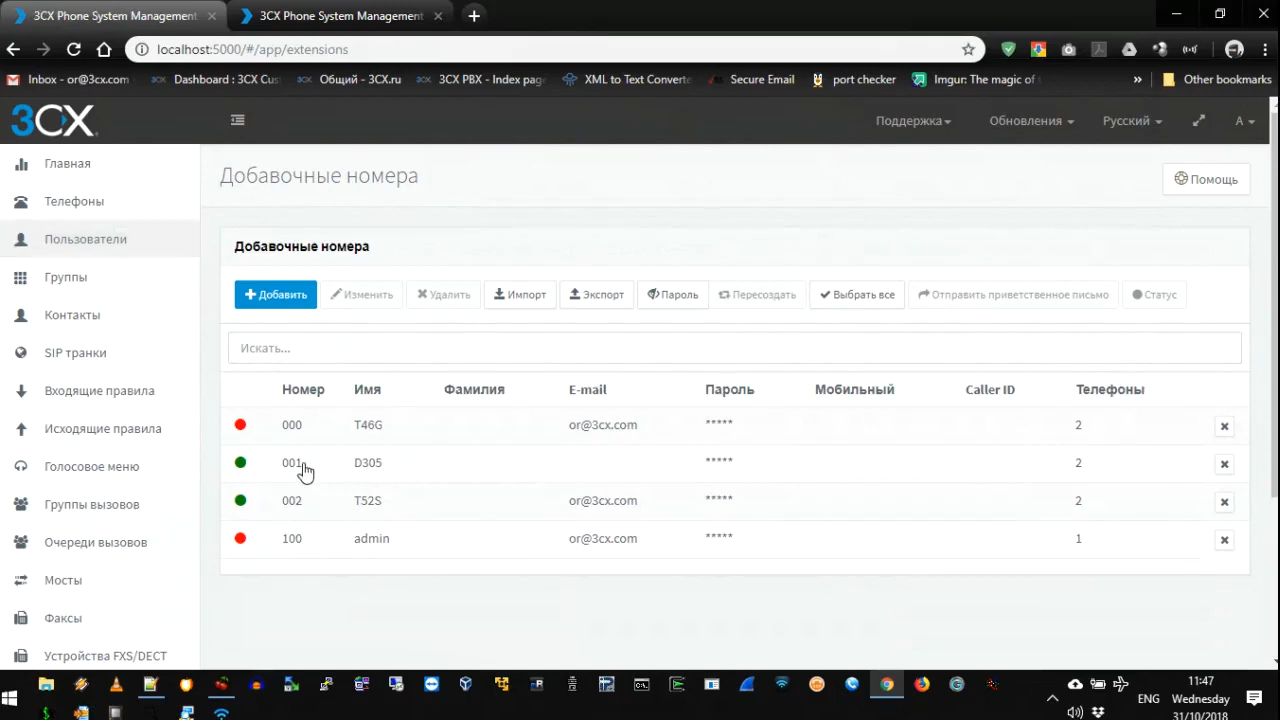 3CX Phone System Management
3CX Phone System Management
localhost:5000/#/app/extensions
Inbox - or@3cx.com
Dashboard : 3CX Cus
Общий - 3CX.ru
3CX PBX - Index page
XML to Text Converte
Secure Email
port checker
Imgur: The magic of t
»
Other bookmarks
3CX
Поддержка
Обновления
Русский
A
Главная
Телефоны
Пользователи
Группы
Контакты
SIP транки
Входящие правила
Исходящие правила
Голосовое меню
Группы вызовов
Очереди вызовов
Мосты
Факсы
Устройства FXS/DECT
Добавочные номера
Помощь
Добавочные номера
Добавить Изменить Удалить Импорт Экспорт Пароль Пересоздать Выбрать все Отправить приветственное письмо Статус
Искать...
Номер Имя Фамилия E-mail Пароль Мобильный Caller ID Телефоны
000 T46G or@3cx.com ***** 2
001 D305 ***** 2
002 T52S or@3cx.com ***** 2
100 admin or@3cx.com ***** 1
11:47
ENG Wednesday
31/10/2018